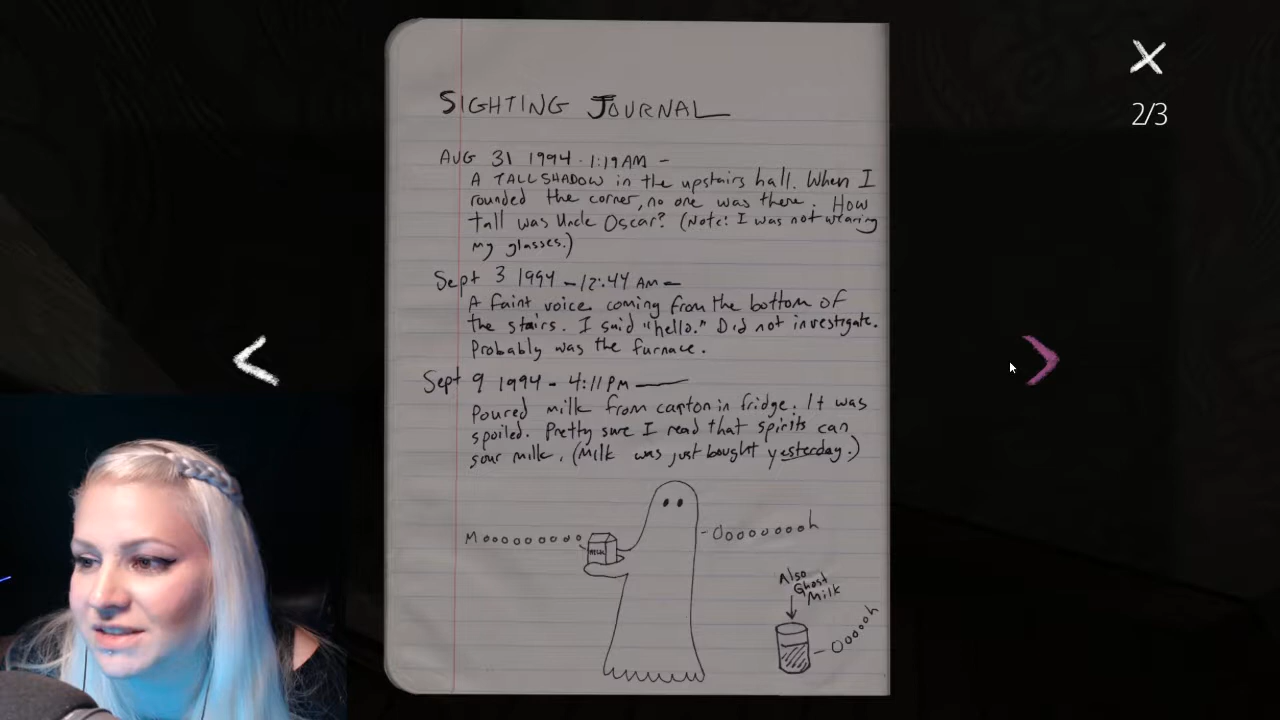 SIGHTING JOURNAL
2/3
AUG 31 1994 - 1:19 AM -
A TALL SHADOW in the upstairs hall. When I
rounded the corner, no one was there. How
tall was Uncle Oscar? (Note: I was not wearing
my glasses.)
Sept 3 1994 - 12:44 AM -
A faint voice coming from the bottom of
the stairs. I said "hello." Did not investigate.
Probably was the furnace.
Sept 9 1994 - 4:11 PM -
Poured milk from carton in fridge. It was
spoiled. Pretty sure I read that spirits can
sour milk. (Milk was just bought yesterday.)
Mooooooooo
MILK
-Ooooooooh
Also
Ghost
Milk
-Oooooh